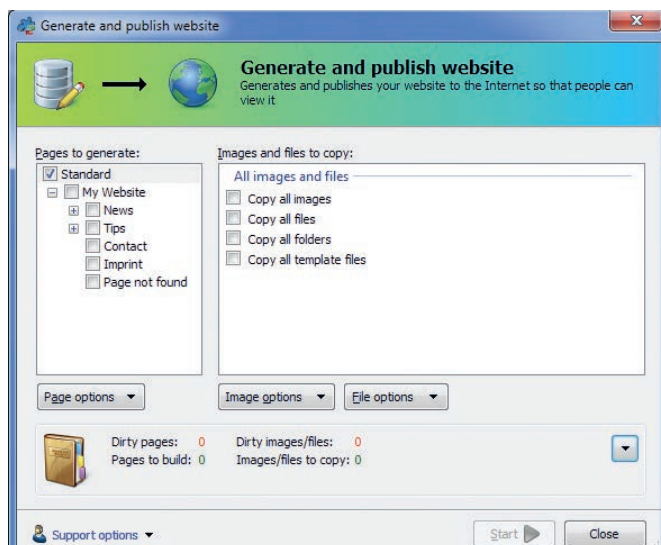 Generate and publish website
Generate and publish website
Generates and publishes your website to the Internet so that people can
view it
Pages to generate:
Standard
My Website
News
Tips
Contact
Imprint
Page not found
Images and files to copy:
All images and files
Copy all images
Copy all files
Copy all folders
Copy all template files
Page options
Image options
File options
Dirty pages: 0 Dirty images/files: 0
Pages to build: 0 Images/files to copy: 0
Support options
Start
Close